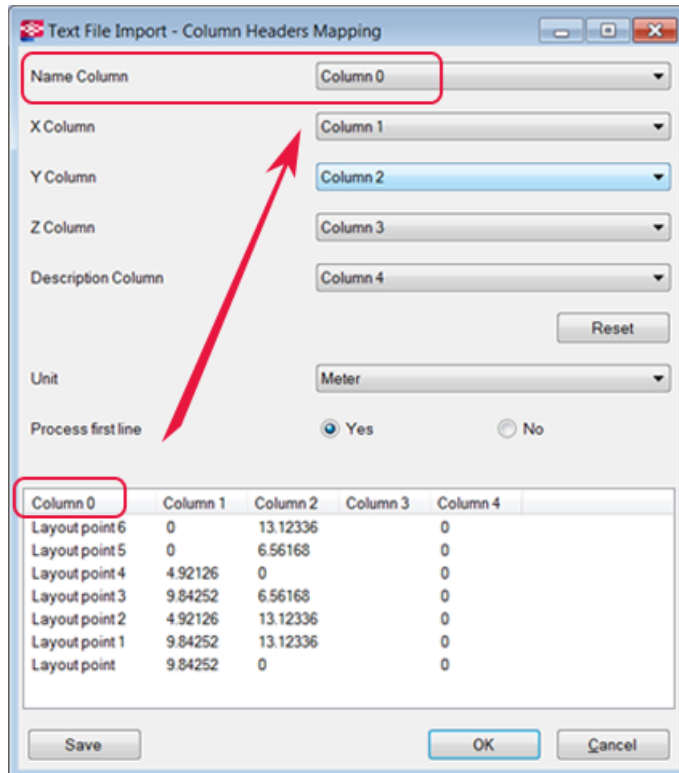 Text File Import - Column Headers Mapping
Name Column Column 0
X Column Column 1
Y Column Column 2
Z Column Column 3
Description Column Column 4
Reset
Unit Meter
Process first line Yes No
Column 0 Column 1 Column 2 Column 3 Column 4
Layout point 6 0 13.12336 0
Layout point 5 0 6.56168 0
Layout point 4 4.92126 0 0
Layout point 3 9.84252 6.56168 0
Layout point 2 4.92126 13.12336 0
Layout point 1 9.84252 13.12336 0
Layout point 9.84252 0 0
Save OK Cancel